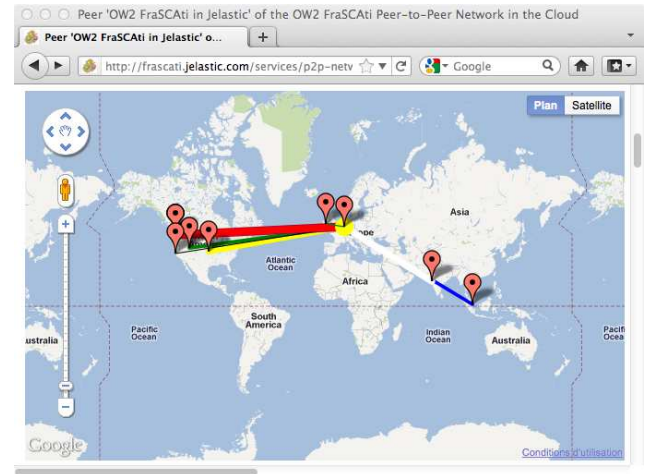 Peer 'OW2 FraSCAti in Jelastic' of the OW2 FraSCAti Peer-to-Peer Network in the Cloud
Peer 'OW2 FraSCAti in Jelastic' o...
http://frascati.jelastic.com/services/p2p-netv
Google
Plan
Satellite
Asia
Atlantic
Ocean
Africa
South
America
Pacific
Ocean
Indian
Ocean
Australia
ustralia
Pacifi
Ocea
Google
Conditions d'utilisation